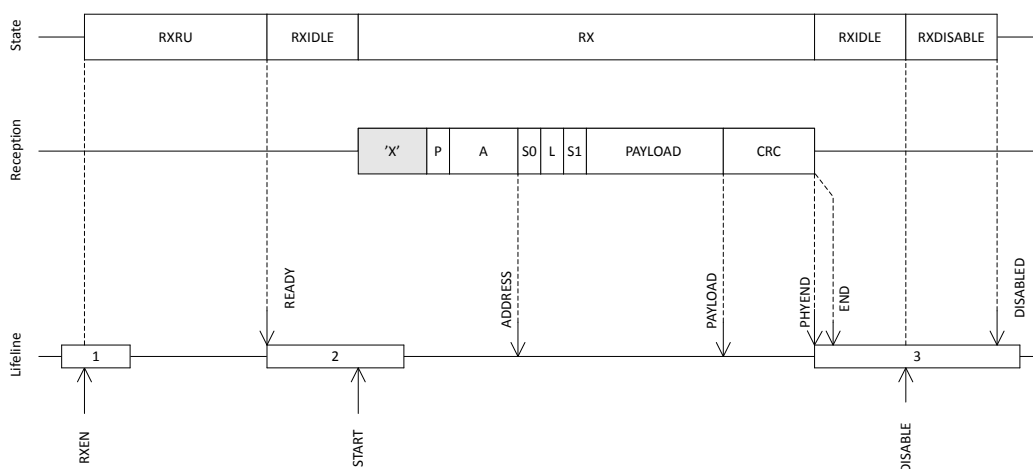 State
RXRU
RXIDLE
RX
RXIDLE
RXDISABLE
Reception
’X’
P
A
S0
L
S1
PAYLOAD
CRC
READY
ADDRESS
PAYLOAD
PHYEND
END
DISABLED
Lifeline
1
2
3
RXEN
START
DISABLE